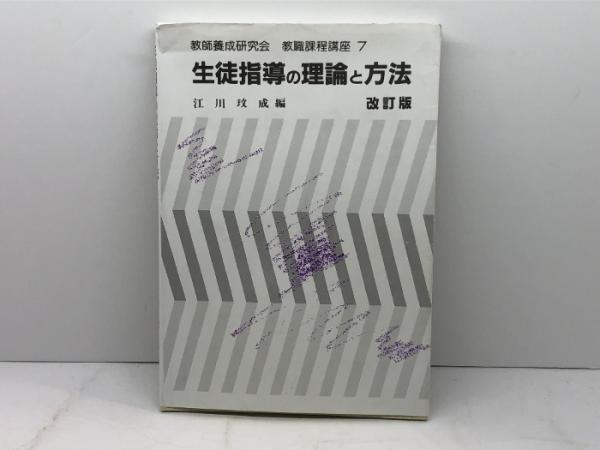 教師養成研究会 教職課程講座 7
生徒指導の理論と方法
江川玟成編 改訂版